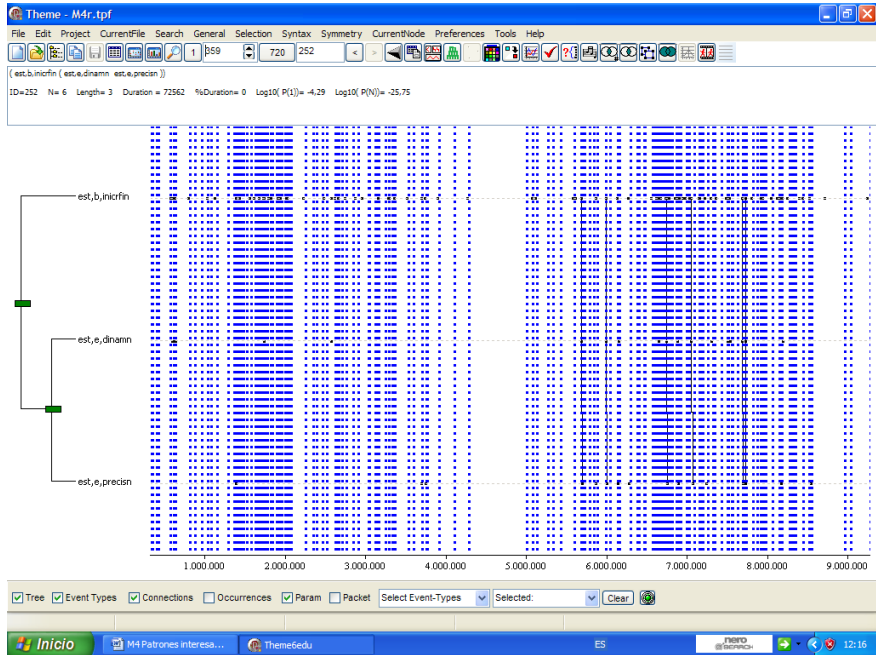 Theme - M4r.tpf
File Edit Project CurrentFile Search General Selection Syntax Symmetry CurrentNode Preferences Tools Help
1 359 720 252 < >
( est,b,inicrfin ( est,e,dinamn est,e,precisn ))
ID=252 N= 6 Length= 3 Duration = 72562 %Duration= 0 Log10( P(1))= -4,29 Log10( P(N))= -25,75
est,b,inicrfin
est,e,dinamn
est,e,precisn
1.000.000 2.000.000 3.000.000 4.000.000 5.000.000 6.000.000 7.000.000 8.000.000 9.000.000
Tree Event Types Connections Occurrences Param Packet Select Event-Types Selected: Clear
Inicio M4 Patrones interesa... Theme6edu ES nero SEARCH 12:16